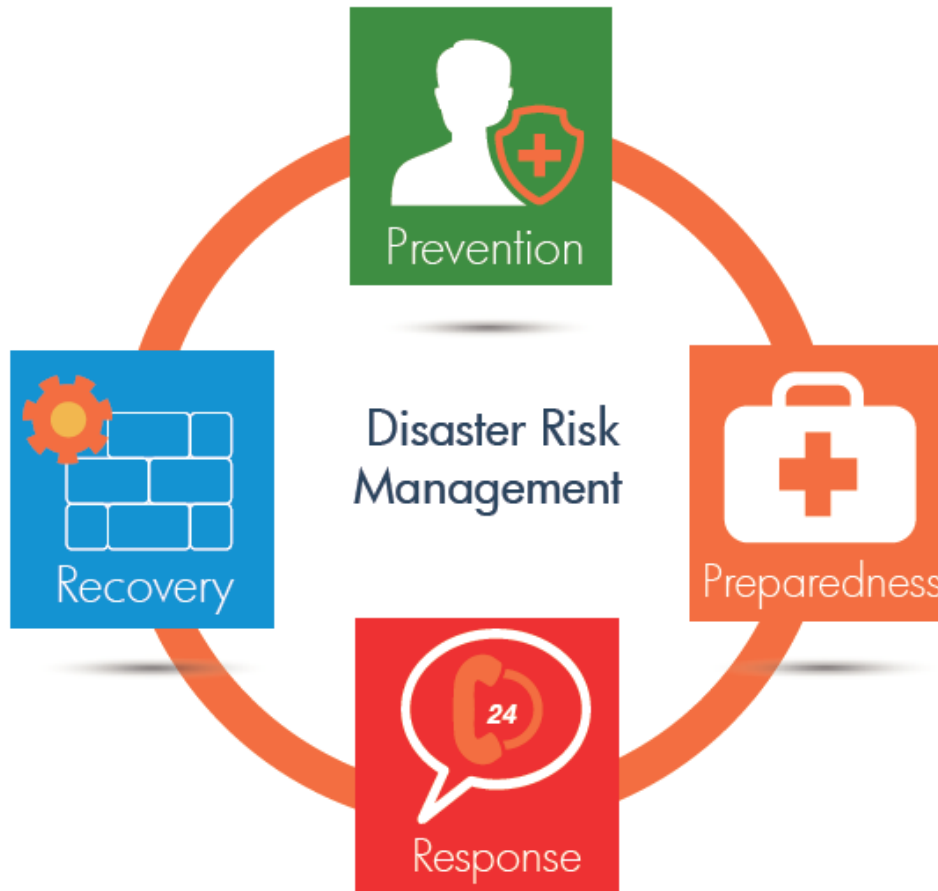 Prevention
Disaster Risk
Management
Recovery
Preparedness
24
Response